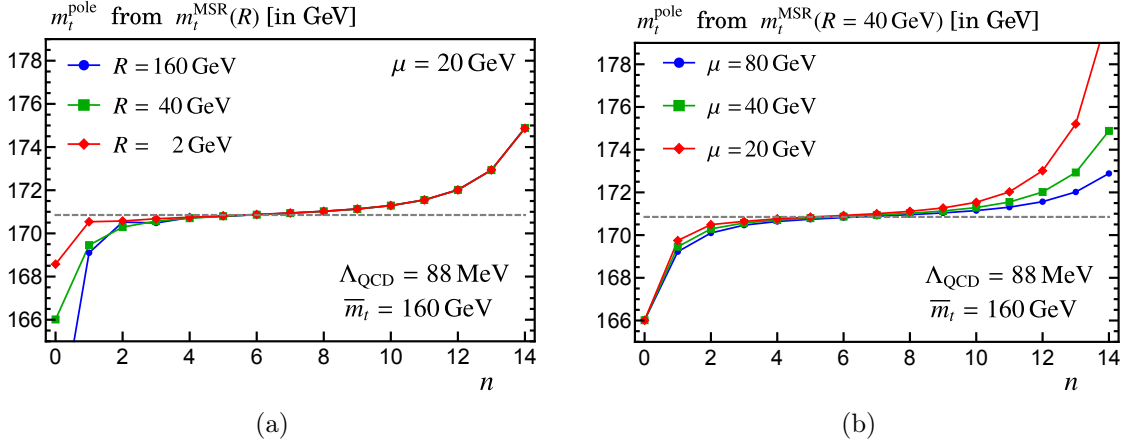 m_t^pole from m_t^MSR(R) [in GeV]
178
176
174
172
170
168
166
R = 160 GeV
R = 40 GeV
R = 2 GeV
μ = 20 GeV
Λ_QCD = 88 MeV
m̅_t = 160 GeV
0 2 4 6 8 10 12 14
n
(a)
m_t^pole from m_t^MSR(R = 40 GeV) [in GeV]
178
176
174
172
170
168
166
μ = 80 GeV
μ = 40 GeV
μ = 20 GeV
Λ_QCD = 88 MeV
m̅_t = 160 GeV
0 2 4 6 8 10 12 14
n
(b)